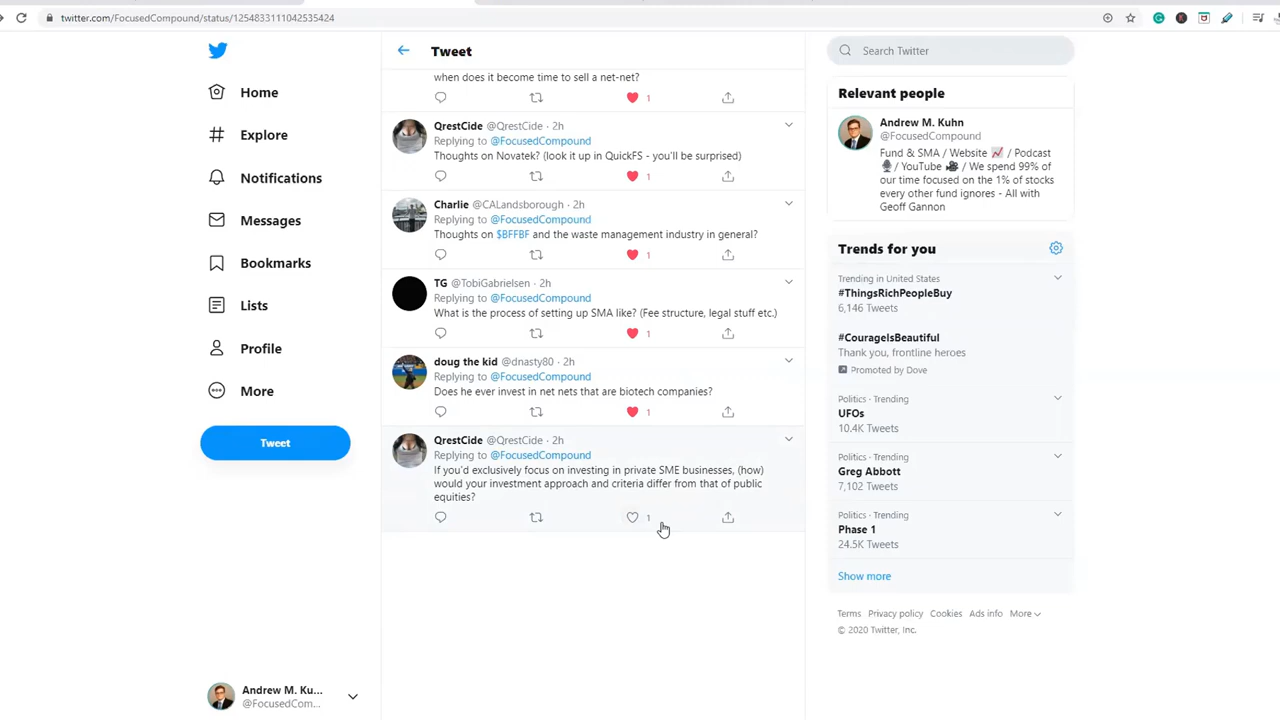 twitter.com/FocusedCompound/status/1254833111042535424
Home
Explore
Notifications
Messages
Bookmarks
Lists
Profile
More
Tweet
Andrew M. Ku...
@FocusedCom...
Tweet
when does it become time to sell a net-net?
1
QrestCide @QrestCide · 2h
Replying to @FocusedCompound
Thoughts on Novatek? (look it up in QuickFS - you'll be surprised)
1
Charlie @CALandsborough · 2h
Replying to @FocusedCompound
Thoughts on $BFFBF and the waste management industry in general?
1
TG @TobiGabrielsen · 2h
Replying to @FocusedCompound
What is the process of setting up SMA like? (Fee structure, legal stuff etc.)
1
doug the kid @dnasty80 · 2h
Replying to @FocusedCompound
Does he ever invest in net nets that are biotech companies?
1
QrestCide @QrestCide · 2h
Replying to @FocusedCompound
If you'd exclusively focus on investing in private SME businesses, (how)
would your investment approach and criteria differ from that of public
equities?
1
Search Twitter
Relevant people
Andrew M. Kuhn
@FocusedCompound
Fund & SMA / Website 📈 / Podcast
🎙️/ YouTube 🎥 / We spend 99% of
our time focused on the 1% of stocks
every other fund ignores - All with
Geoff Gannon
Trends for you
Trending in United States
#ThingsRichPeopleBuy
6,146 Tweets
#CourageIsBeautiful
Thank you, frontline heroes
Promoted by Dove
Politics · Trending
UFOs
10.4K Tweets
Politics · Trending
Greg Abbott
7,102 Tweets
Politics · Trending
Phase 1
24.5K Tweets
Show more
Terms Privacy policy Cookies Ads info More
© 2020 Twitter, Inc.